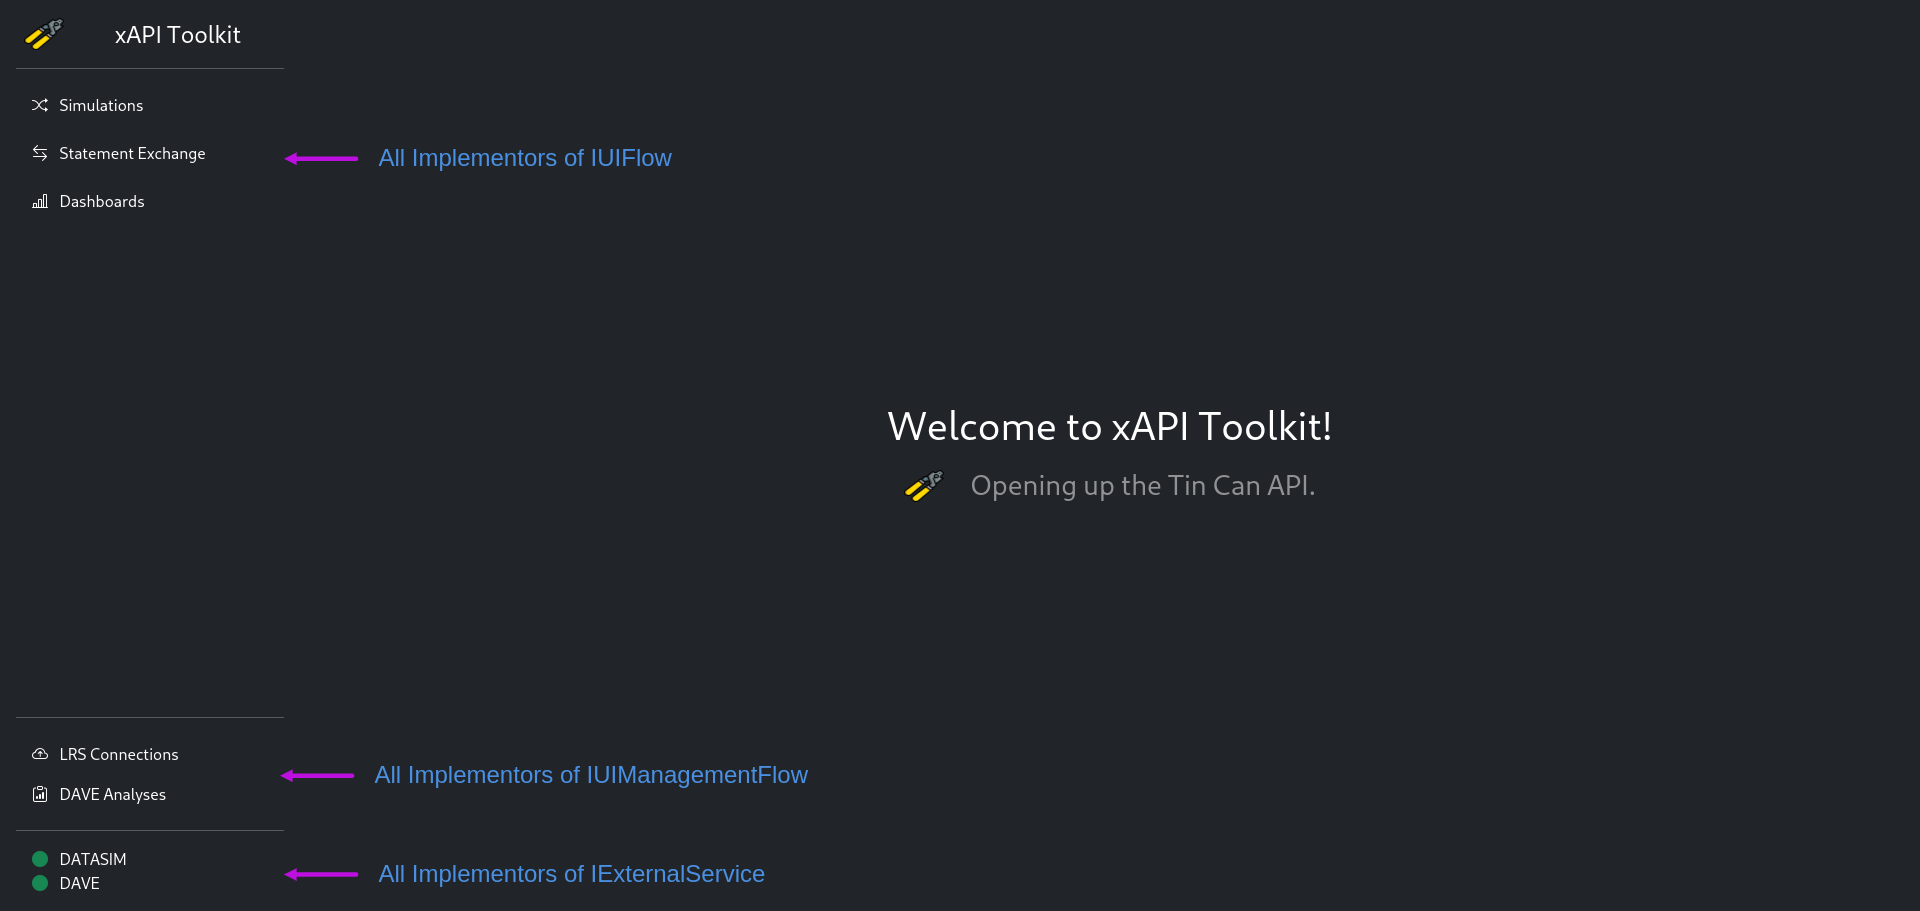 xAPI Toolkit
Simulations
Statement Exchange
All Implementors of IUIFlow
Dashboards
Welcome to xAPI Toolkit!
Opening up the Tin Can API.
LRS Connections
All Implementors of IUIManagementFlow
DAVE Analyses
DATASIM
All Implementors of IExternalService
DAVE